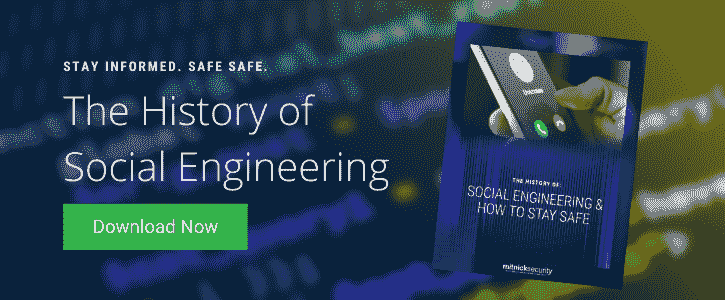 STAY INFORMED. SAFE SAFE.
The History of
Social Engineering
Download Now
Unknown
THE HISTORY OF
SOCIAL ENGINEERING &
HOW TO STAY SAFE
mitnicksecurity